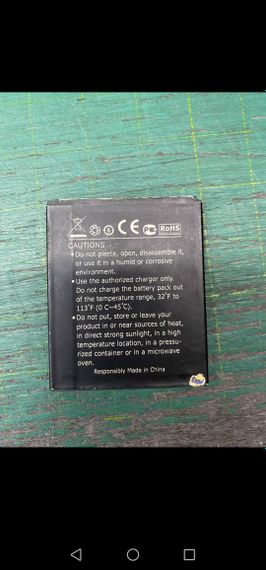 CE RoHS
CAUTIONS
• Do not pierce, open, disassemble it,
or use it in a humid or corrosive
environment.
• Use the authorized charger only.
Do not charge the battery pack out
of the temperature range, 32°F to
113°F (0 C~45℃).
• Do not put, store or leave your
product in or near sources of heat,
in direct strong sunlight, in a high
temperature location, in a pressu-
rized container or in a microwave
oven.
Responsibly Made in China